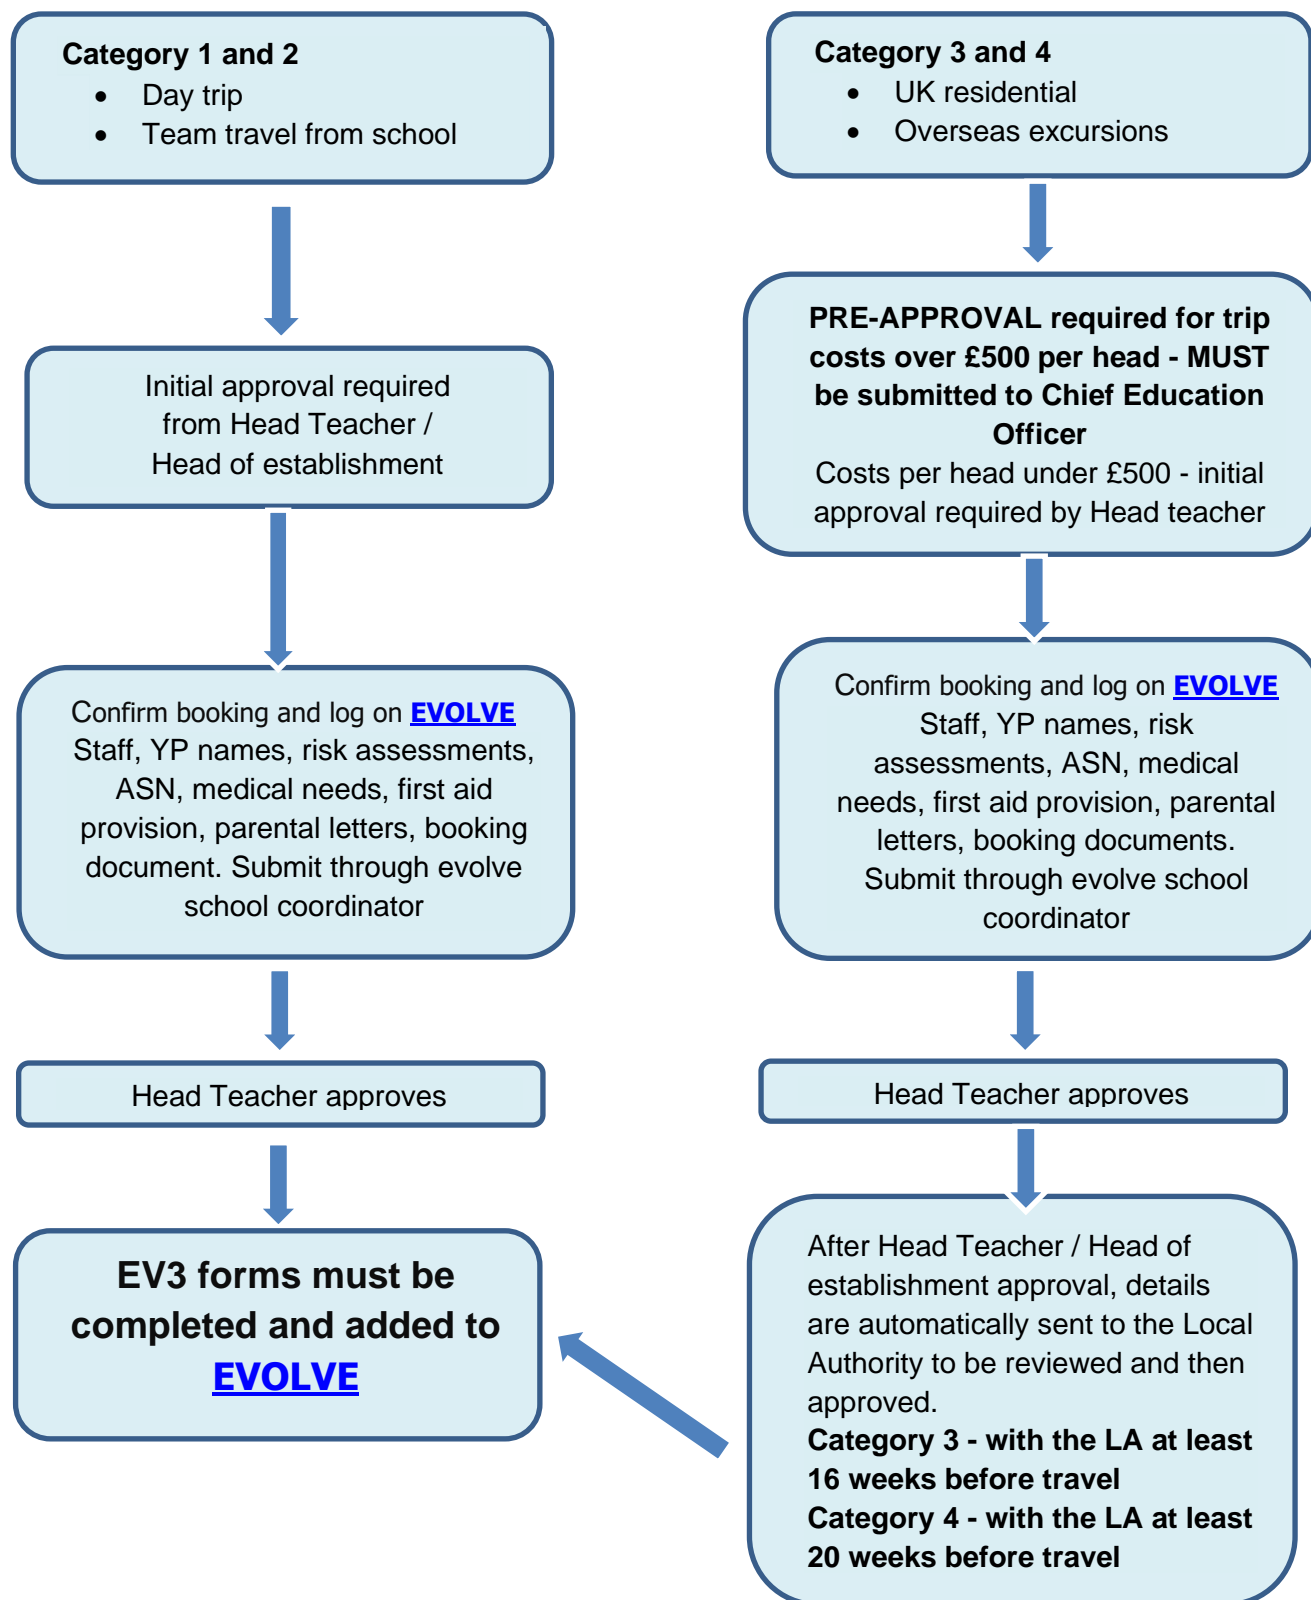 Category 1 and 2
• Day trip
• Team travel from school
Initial approval required
from Head Teacher /
Head of establishment
Confirm booking and log on EVOLVE
Staff, YP names, risk assessments,
ASN, medical needs, first aid
provision, parental letters, booking
document. Submit through evolve
school coordinator
Head Teacher approves
EV3 forms must be
completed and added to
EVOLVE
Category 3 and 4
• UK residential
• Overseas excursions
PRE-APPROVAL required for trip
costs over £500 per head - MUST
be submitted to Chief Education
Officer
Costs per head under £500 - initial
approval required by Head teacher
Confirm booking and log on EVOLVE
Staff, YP names, risk
assessments, ASN, medical
needs, first aid provision, parental
letters, booking documents.
Submit through evolve school
coordinator
Head Teacher approves
After Head Teacher / Head of
establishment approval, details
are automatically sent to the Local
Authority to be reviewed and then
approved.
Category 3 - with the LA at least
16 weeks before travel
Category 4 - with the LA at least
20 weeks before travel